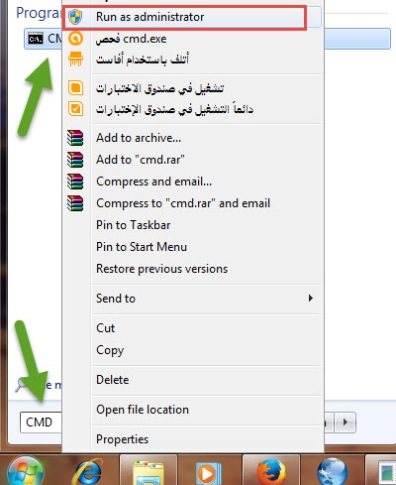 Progra
Run as administrator
CM
فحص cmd.exe
أتلف باستخدام أفاست
تشغيل في صندوق الاختبارات
دائماً التشغيل في صندوق الإختبارات
Add to archive...
Add to "cmd.rar"
Compress and email...
Compress to "cmd.rar" and email
Pin to Taskbar
Pin to Start Menu
Restore previous versions
Send to
Cut
Copy
Delete
Open file location
CMD
Properties